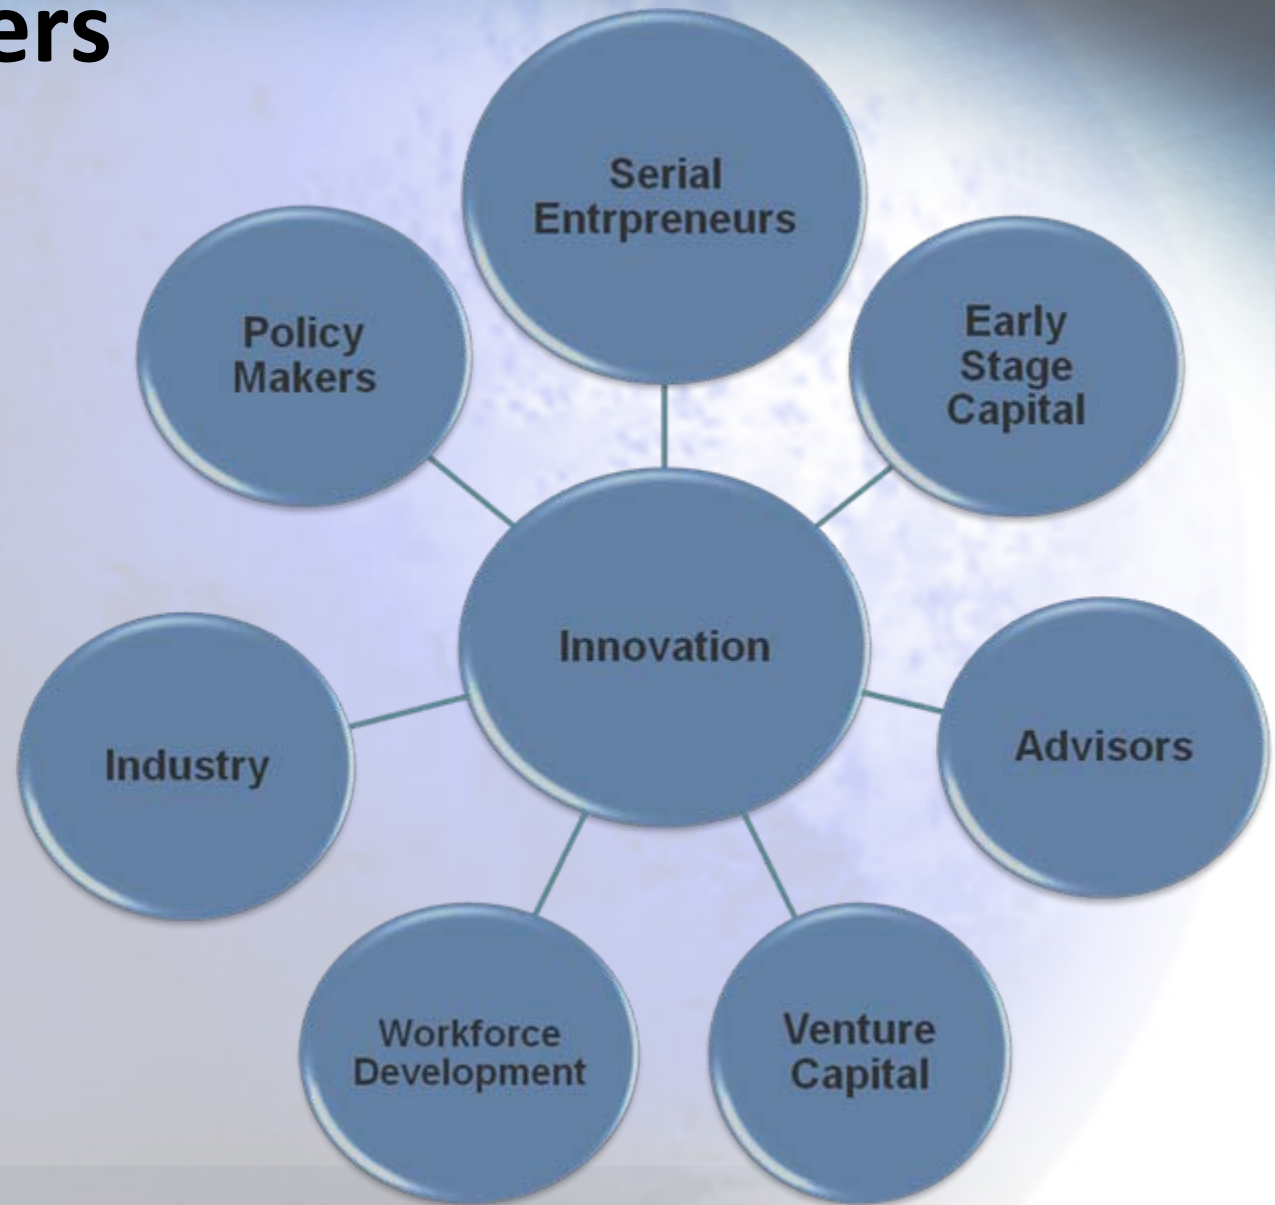 ers
Serial
Entrpreneurs
Policy
Makers
Early
Stage
Capital
Innovation
Industry
Advisors
Workforce
Development
Venture
Capital